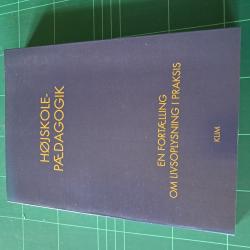 HØJSKOLE-
PÆDAGOGIK
EN FORTÆLLING
OM LIVSOPLYSNING I PRAKSIS
KLIM